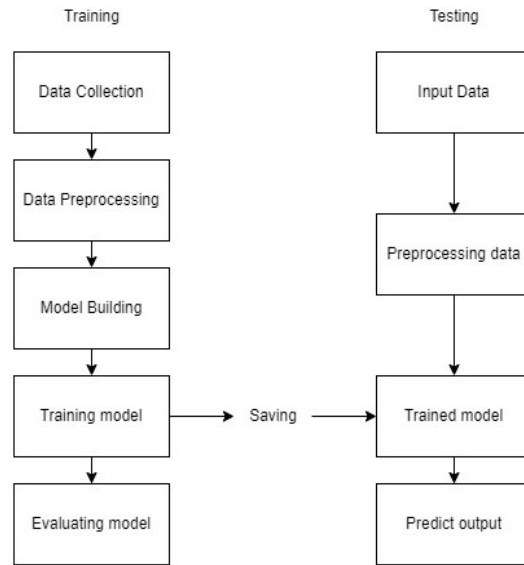 Training
Testing
Data Collection
Input Data
Data Preprocessing
Preprocessing data
Model Building
Training model
Saving
Trained model
Evaluating model
Predict output